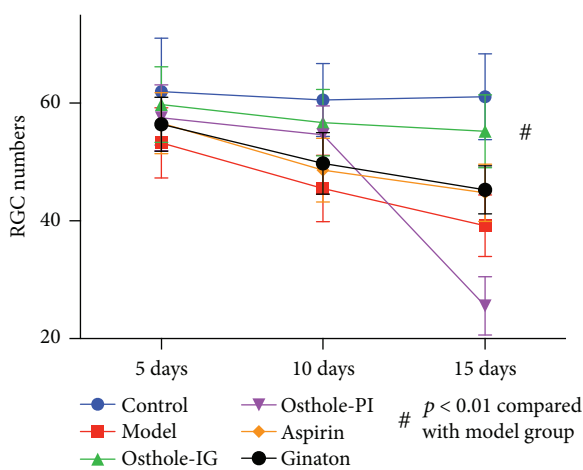 RGC numbers
60
40
20
#
5 days
10 days
15 days
Control
Model
Osthole-IG
Osthole-PI
Aspirin
Ginaton
# p < 0.01 compared
with model group